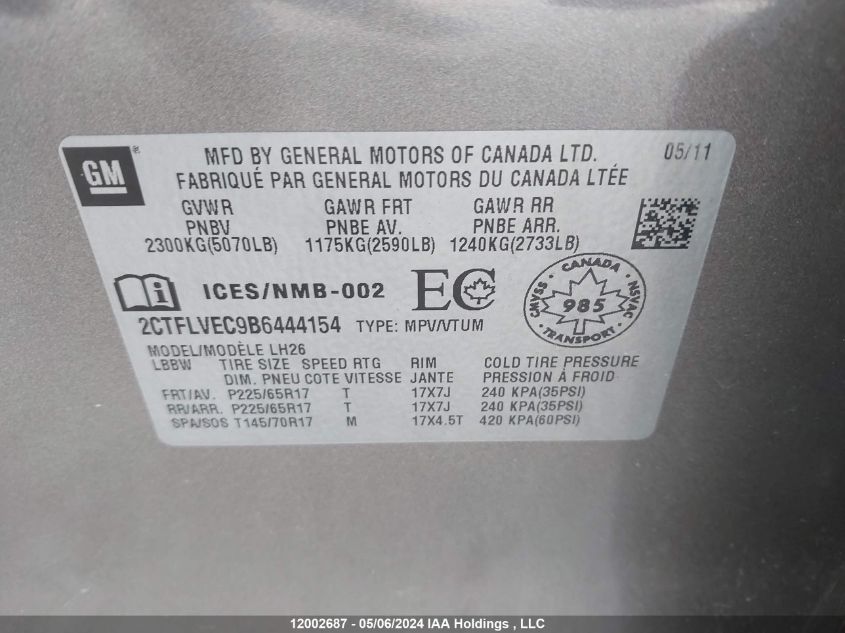 GM
MFD BY GENERAL MOTORS OF CANADA LTD. 05/11
FABRIQUÉ PAR GENERAL MOTORS DU CANADA LTÉE
GVWR GAWR FRT GAWR RR
PNBV PNBE AV. PNBE ARR.
2300KG(5070LB) 1175KG(2590LB) 1240KG(2733LB)
i ICES/NMB-002 EC
CANADA
CMVSS 985 NSVAC
TRANSPORT
2CTFLVEC9B6444154 TYPE: MPV/VTUM
MODEL/MODÈLE LH26
LBBW TIRE SIZE SPEED RTG RIM COLD TIRE PRESSURE
DIM. PNEU COTE VITESSE JANTE PRESSION À FROID
FRT/AV. P225/65R17 T 17X7J 240 KPA(35PSI)
RR/ARR. P225/65R17 T 17X7J 240 KPA(35PSI)
SPA/SOS T145/70R17 M 17X4.5T 420 KPA(60PSI)
12002687 - 05/06/2024 IAA Holdings , LLC